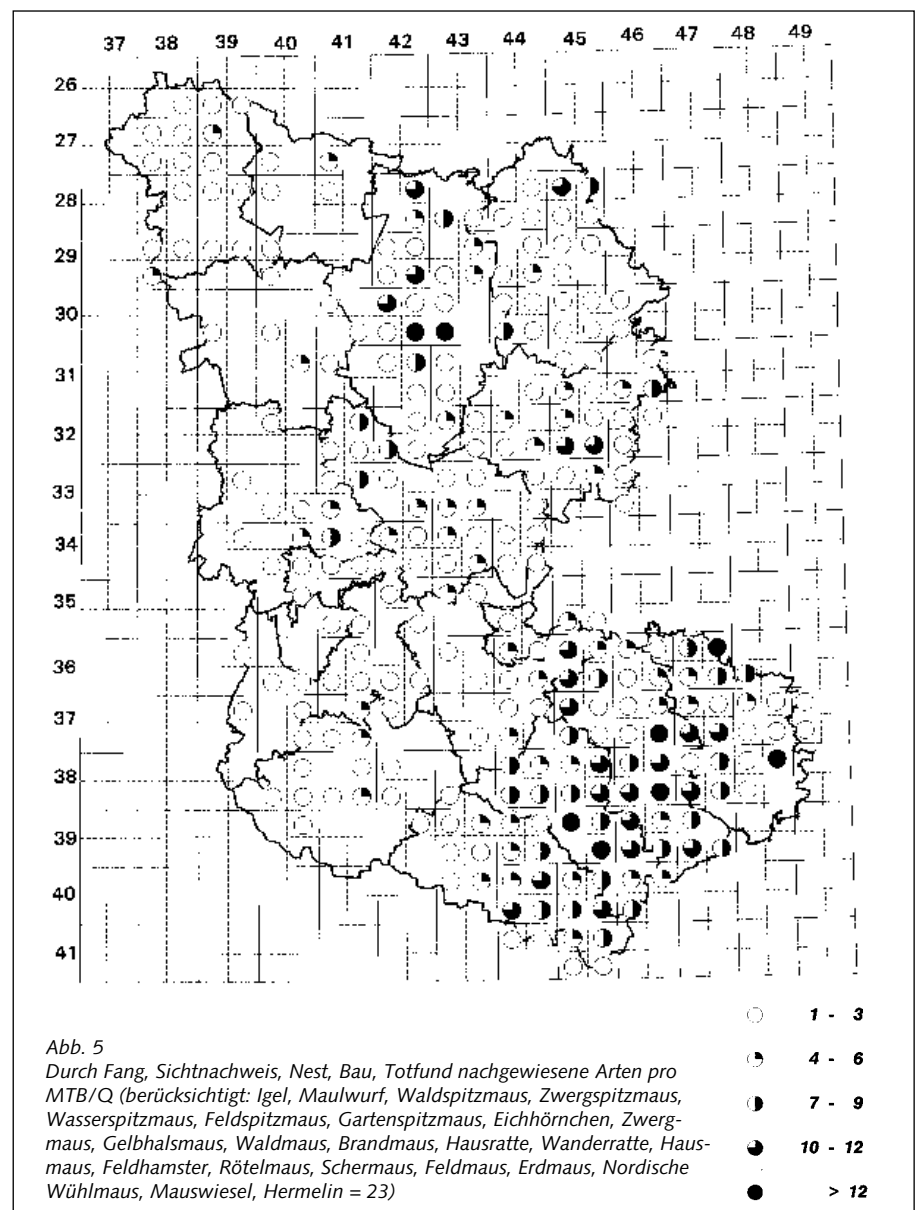 37 38 39 40 41 42 43 44 45 46 47 48 49
26
27
28
29
30
31
32
33
34
35
36
37
38
39
40
41
Abb. 5
Durch Fang, Sichtnachweis, Nest, Bau, Totfund nachgewiesene Arten pro
MTB/Q (berücksichtigt: Igel, Maulwurf, Waldspitzmaus, Zwergspitzmaus,
Wasserspitzmaus, Feldspitzmaus, Gartenspitzmaus, Eichhörnchen, Zwerg-
maus, Gelbhalsmaus, Waldmaus, Brandmaus, Hausratte, Wanderratte, Haus-
maus, Feldhamster, Rötelmaus, Schermaus, Feldmaus, Erdmaus, Nordische
Wühlmaus, Mauswiesel, Hermelin = 23)
1 - 3
4 - 6
7 - 9
10 - 12
> 12